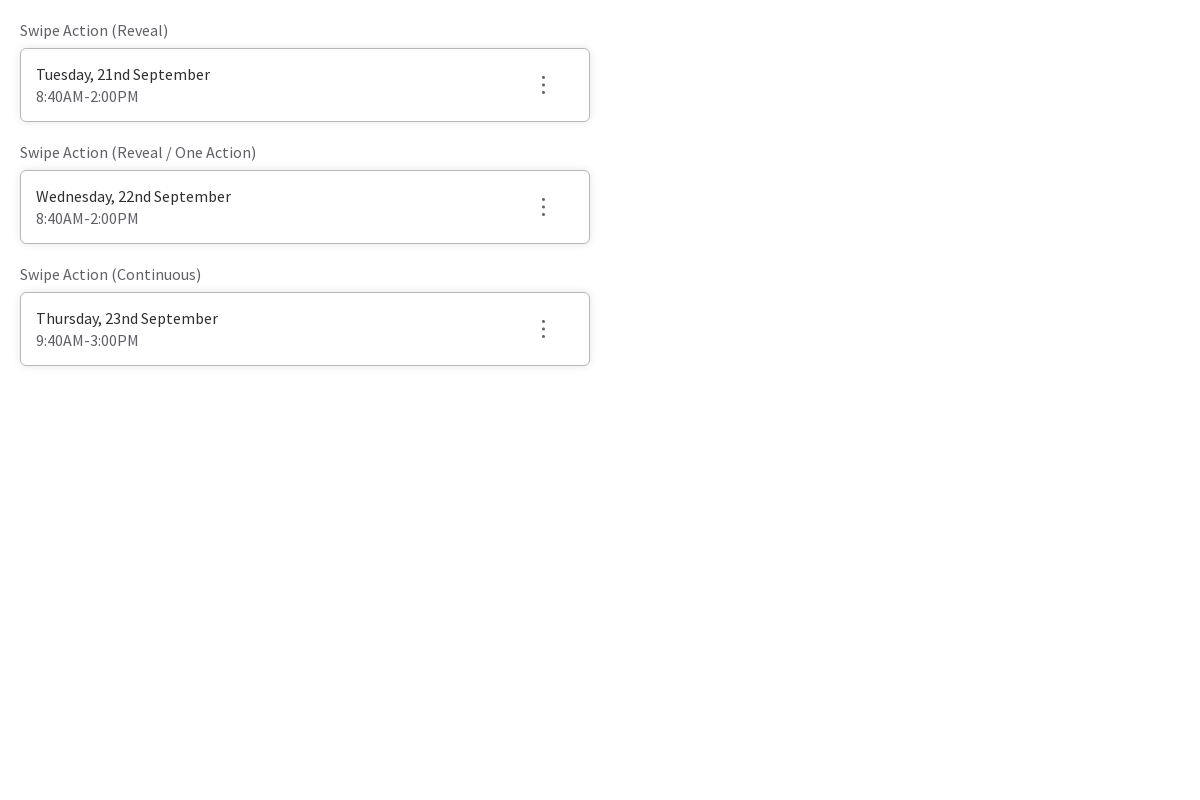 Swipe Action (Reveal)
Tuesday, 21nd September
8:40AM-2:00PM
Swipe Action (Reveal / One Action)
Wednesday, 22nd September
8:40AM-2:00PM
Swipe Action (Continuous)
Thursday, 23nd September
9:40AM-3:00PM